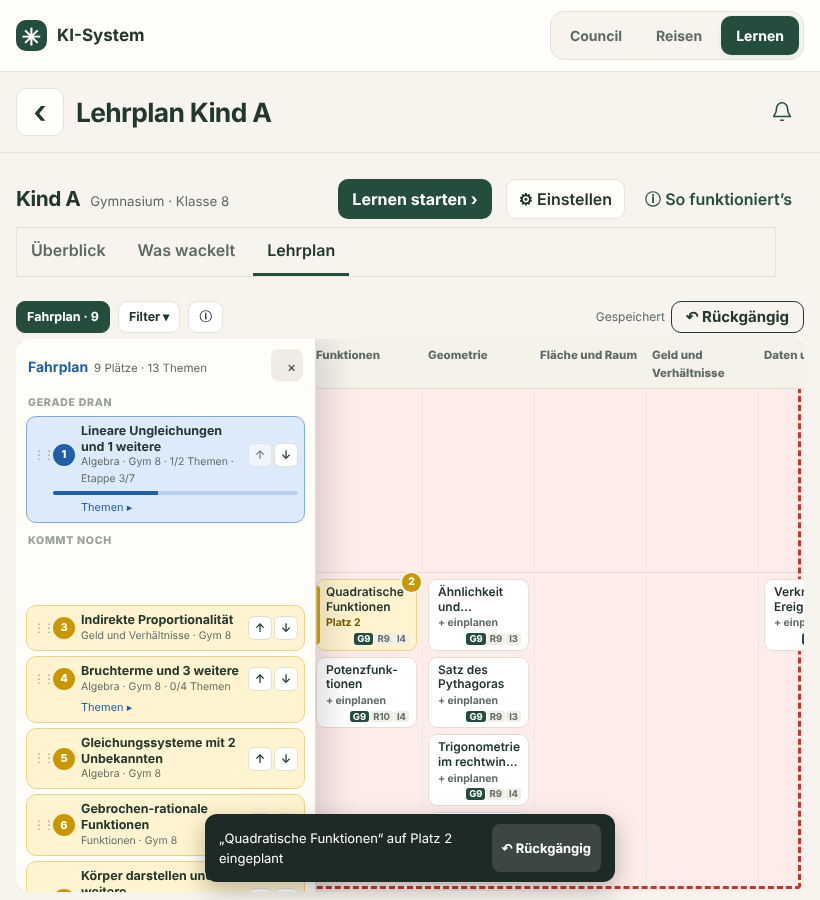 KI-System
Council
Reisen
Lernen
Lehrplan Kind A
Kind A
Gymnasium · Klasse 8
Lernen starten ›
⚙ Einstellen
ⓘ So funktioniert's
Überblick
Was wackelt
Lehrplan
Fahrplan · 9
Filter ▾
ⓘ
Gespeichert
↶ Rückgängig
Fahrplan 9 Plätze · 13 Themen
×
GERADE DRAN
1
Lineare Ungleichungen
und 1 weitere
Algebra · Gym 8 · 1/2 Themen ·
Etappe 3/7
↑ ↓
Themen ▸
KOMMT NOCH
3
Indirekte Proportionalität
Geld und Verhältnisse · Gym 8
↑ ↓
4
Bruchterme und 3 weitere
Algebra · Gym 8 · 0/4 Themen
↑ ↓
Themen ▸
5
Gleichungssysteme mit 2
Unbekannten
Algebra · Gym 8
↑ ↓
6
Gebrochen-rationale
Funktionen
Funktionen · Gym 8
Körper darstellen un
weitere
Funktionen
Geometrie
Fläche und Raum
Geld und
Verhältnisse
Daten u
2
Quadratische
Funktionen
Platz 2
G9 R9 I4
Potenzfunk-
tionen
+ einplanen
G9 R10 I4
Ähnlichkeit
und...
+ einplanen
G9 R9 I3
Satz des
Pythagoras
+ einplanen
G9 R9 I3
Trigonometrie
im rechtwin...
+ einplanen
G9 R9 I3
Verkn
Ereig
+ einp
„Quadratische Funktionen“ auf Platz 2
eingeplant
↶ Rückgängig